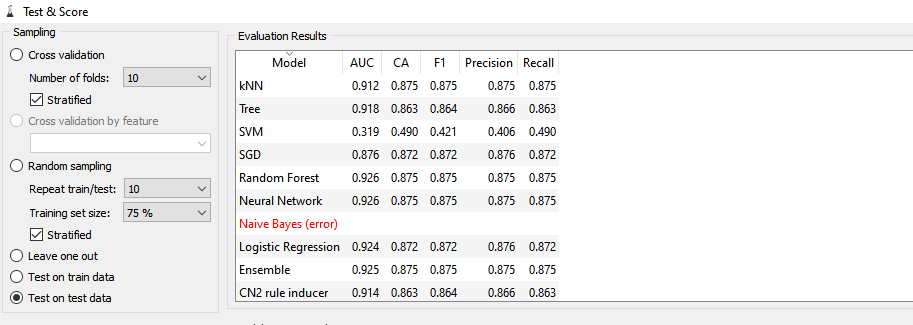 Test & Score
Sampling
Cross validation
Number of folds: 10
Stratified
Cross validation by feature
Random sampling
Repeat train/test: 10
Training set size: 75 %
Stratified
Leave one out
Test on train data
Test on test data
Evaluation Results
Model AUC CA F1 Precision Recall
kNN 0.912 0.875 0.875 0.875 0.875
Tree 0.918 0.863 0.864 0.866 0.863
SVM 0.319 0.490 0.421 0.406 0.490
SGD 0.876 0.872 0.872 0.876 0.872
Random Forest 0.926 0.875 0.875 0.875 0.875
Neural Network 0.926 0.875 0.875 0.875 0.875
Naive Bayes (error)
Logistic Regression 0.924 0.872 0.872 0.876 0.872
Ensemble 0.925 0.875 0.875 0.875 0.875
CN2 rule inducer 0.914 0.863 0.864 0.866 0.863